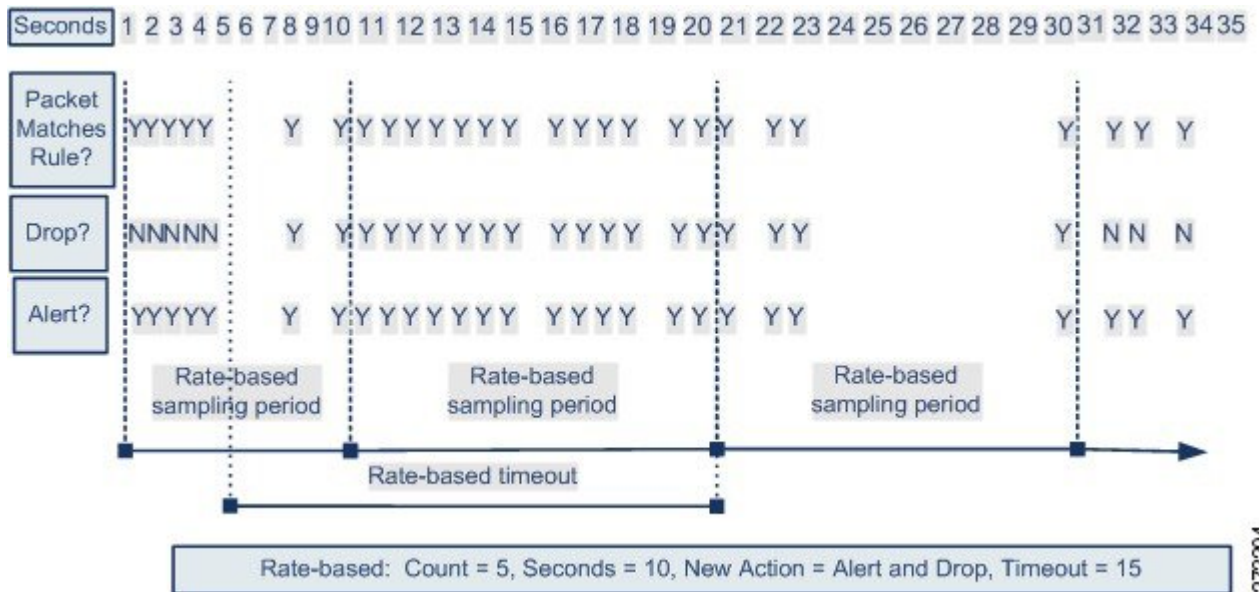 Seconds 1 2 3 4 5 6 7 8 9 10 11 12 13 14 15 16 17 18 19 20 21 22 23 24 25 26 27 28 29 30 31 32 33 34 35
Packet
Matches
Rule?
YYYYY Y Y Y Y Y Y Y Y Y Y Y Y Y Y Y Y Y Y Y Y Y
Drop?
NNNNN Y Y Y Y Y Y Y Y Y Y Y Y Y Y Y Y Y Y N N N
Alert?
YYYYY Y Y Y Y Y Y Y Y Y Y Y Y Y Y Y Y Y Y Y Y Y
Rate-based
sampling period
Rate-based
sampling period
Rate-based
sampling period
Rate-based timeout
Rate-based: Count = 5, Seconds = 10, New Action = Alert and Drop, Timeout = 15